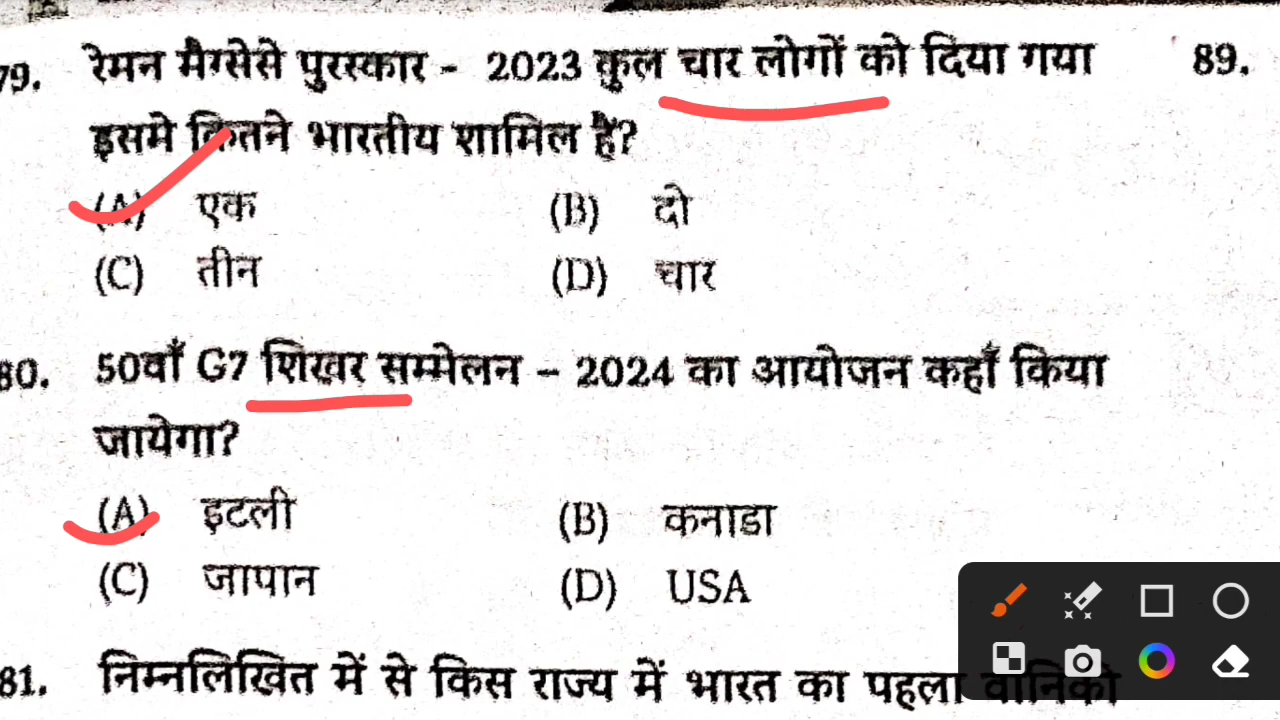 79. रेमन मैग्सेसे पुरस्कार - 2023 कुल चार लोगों को दिया गया
इसमे कितने भारतीय शामिल हैं?
(A) एक (B) दो
(C) तीन (D) चार
80. 50वाँ G7 शिखर सम्मेलन – 2024 का आयोजन कहाँ किया
जायेगा?
(A) इटली (B) कनाडा
(C) जापान (D) USA
81. निम्नलिखित में से किस राज्य में भारत का पहला
89.